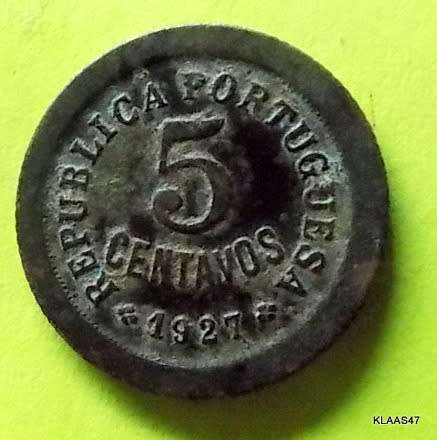 REPUBLICA PORTUGUESA
5
CENTAVOS
* 1927 *
KLAAS47